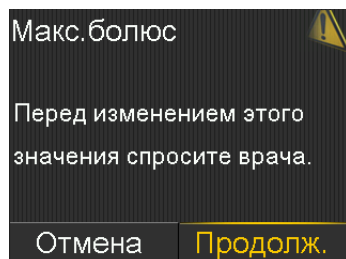 Макс.болюс
Перед изменением этого
значения спросите врача.
Отмена
Продолж.